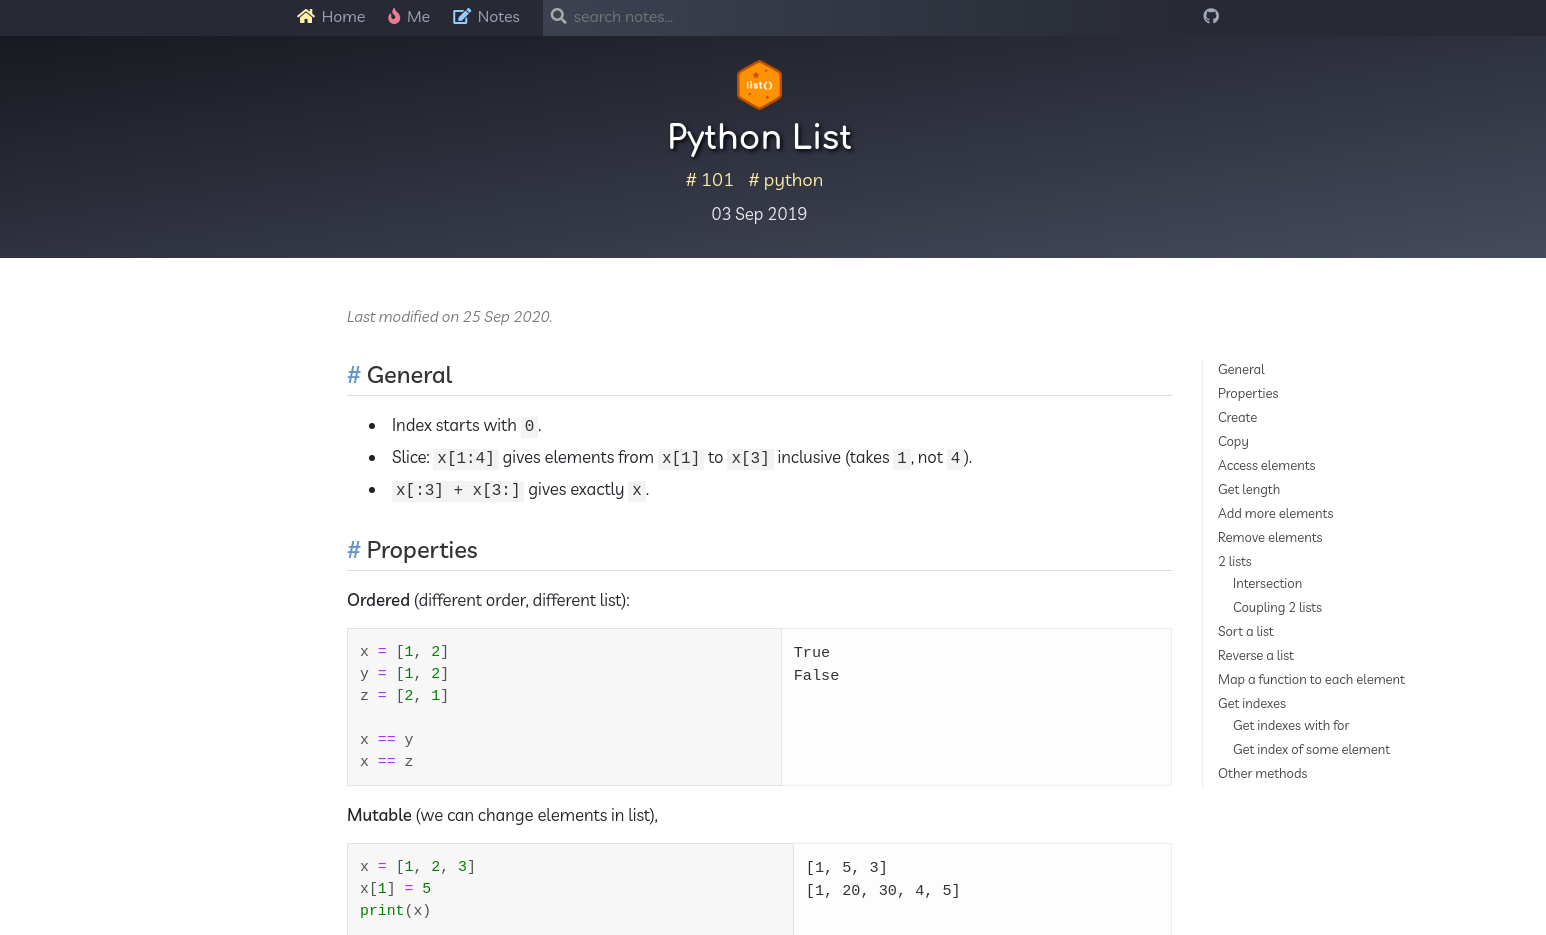 Home Me Notes search notes...
list()
Python List
# 101 # python
03 Sep 2019
Last modified on 25 Sep 2020.
# General
Index starts with 0.
Slice: x[1:4] gives elements from x[1] to x[3] inclusive (takes 1, not 4).
x[:3] + x[3:] gives exactly x.
# Properties
Ordered (different order, different list):
x = [1, 2]
y = [1, 2]
z = [2, 1]
x == y
x == z
True
False
Mutable (we can change elements in list),
x = [1, 2, 3]
x[1] = 5
print(x)
[1, 5, 3]
[1, 20, 30, 4, 5]
General
Properties
Create
Copy
Access elements
Get length
Add more elements
Remove elements
2 lists
Intersection
Coupling 2 lists
Sort a list
Reverse a list
Map a function to each element
Get indexes
Get indexes with for
Get index of some element
Other methods